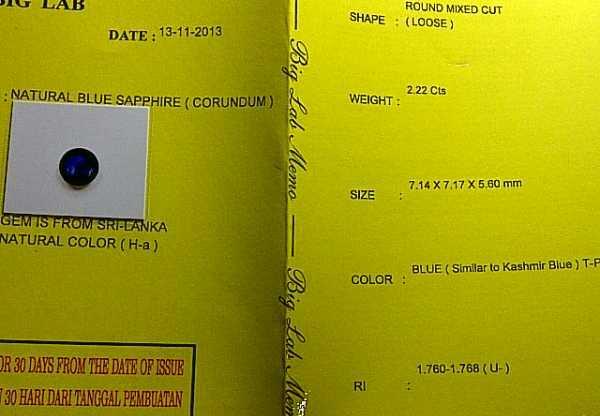 BIG LAB
DATE : 13-11-2013
: NATURAL BLUE SAPPHIRE ( CORUNDUM )
GEM IS FROM SRI-LANKA
NATURAL COLOR ( H-a )
OR 30 DAYS FROM THE DATE OF ISSUE
30 HARI DARI TANGGAL PEMBUATAN
Big Lab Memo
Big Lab Mem
ROUND MIXED CUT
SHAPE : ( LOOSE )
WEIGHT : 2.22 Cts
SIZE : 7.14 X 7.17 X 5.60 mm
COLOR : BLUE ( Similar to Kashmir Blue ) T-P
RI : 1.760-1.768 ( U- )